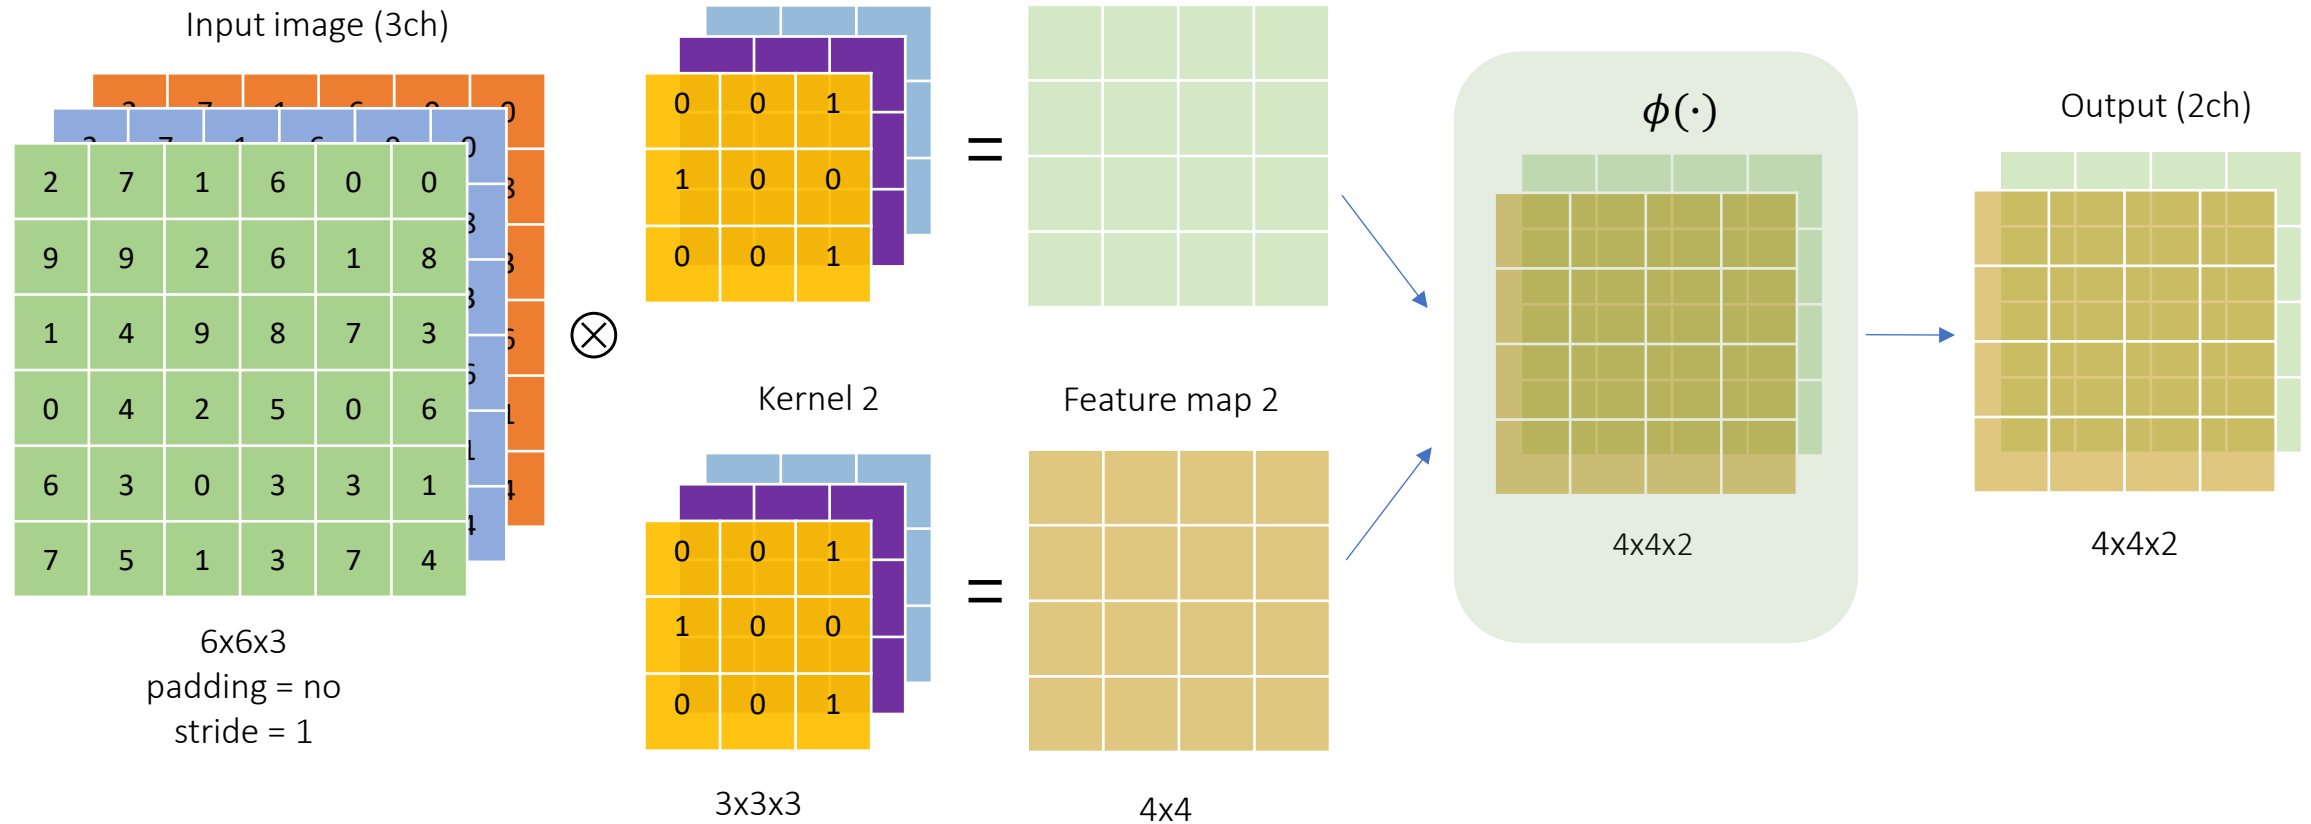 Input image (3ch)
2 7 1 6 0 0
9 9 2 6 1 8
1 4 9 8 7 3
0 4 2 5 0 6
6 3 0 3 3 1
7 5 1 3 7 4
6x6x3
padding = no
stride = 1
⊗
0 0 1
1 0 0
0 0 1
=
Kernel 2
0 0 1
1 0 0
0 0 1
=
3x3x3
Feature map 2
4x4
ϕ(·)
4x4x2
Output (2ch)
4x4x2